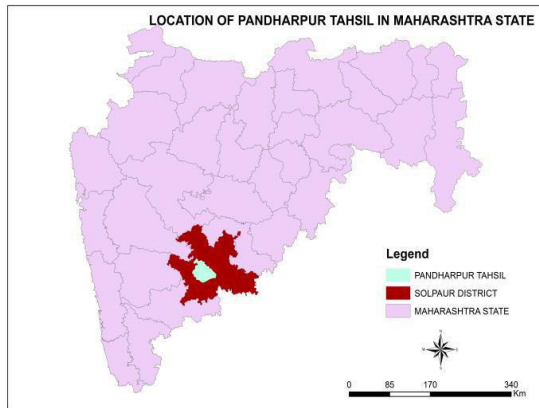 LOCATION OF PANDHARPUR TAHSIL IN MAHARASHTRA STATE
Legend
PANDHARPUR TAHSIL
SOLPAUR DISTRICT
MAHARASHTRA STATE
N
0 85 170 340
Km